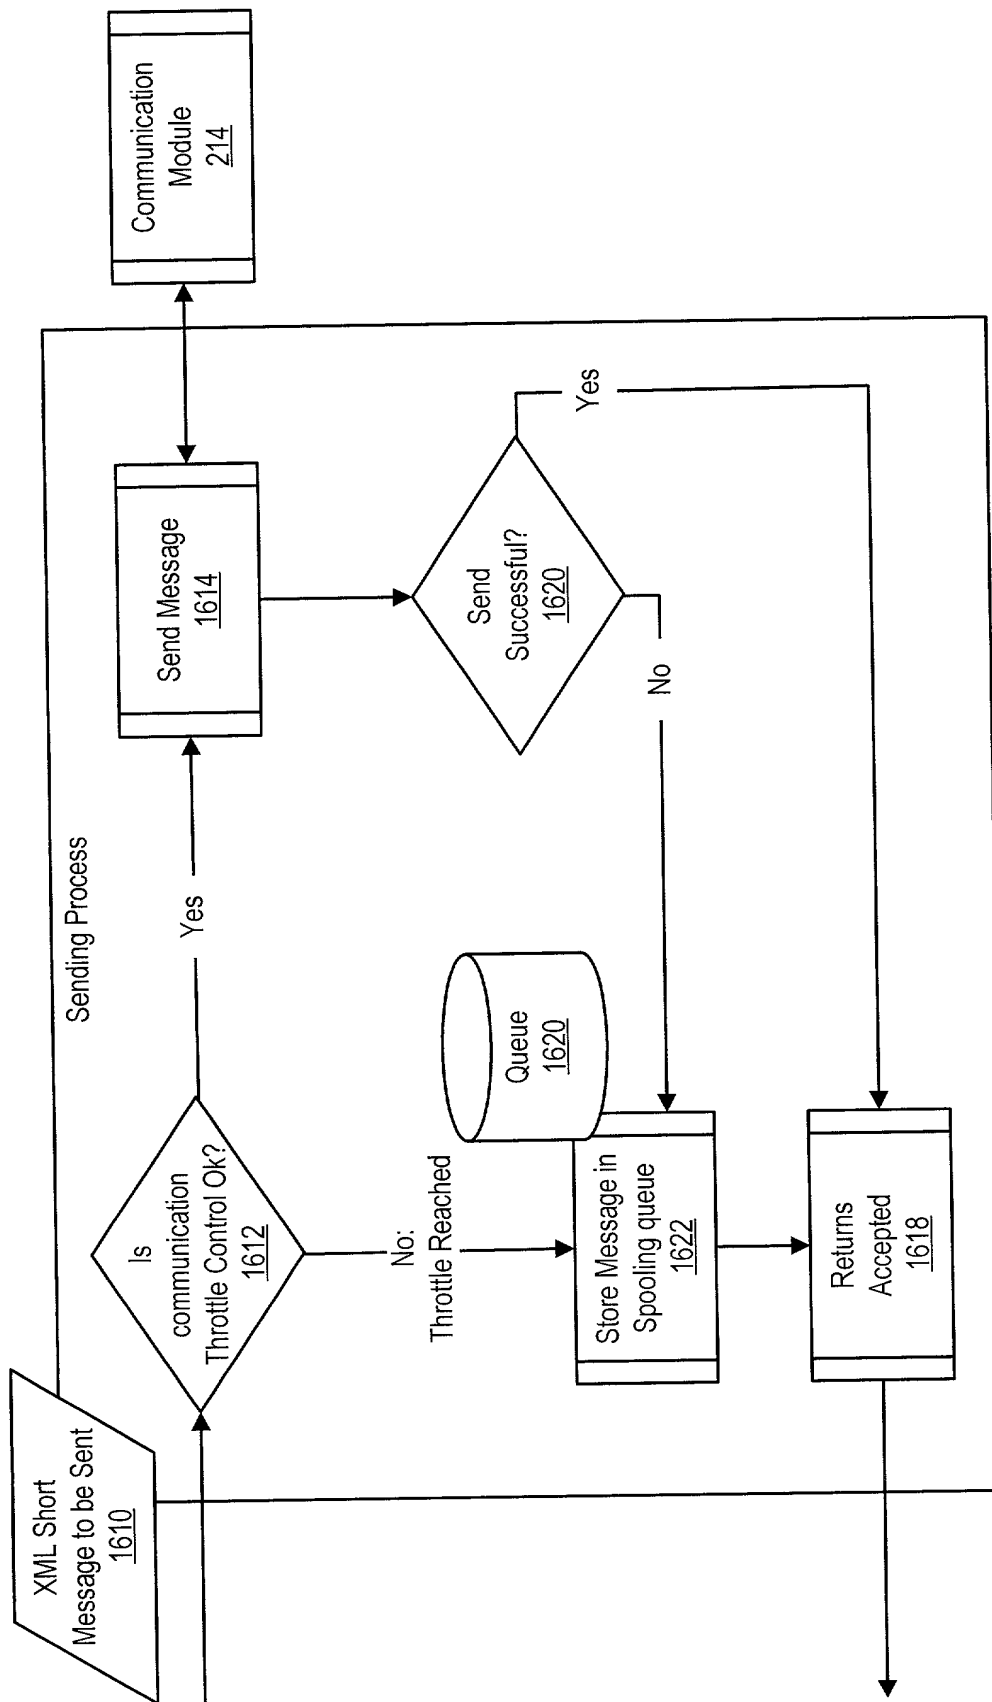 XML Short
Message to be Sent
1610
Sending Process
Is
communication
Throttle Control Ok?
1612
Yes
Send Message
1614
Communication
Module
214
No:
Throttle Reached
Queue
1620
Send
Successful?
1620
Yes
No
Store Message in
Spooling queue
1622
Returns
Accepted
1618